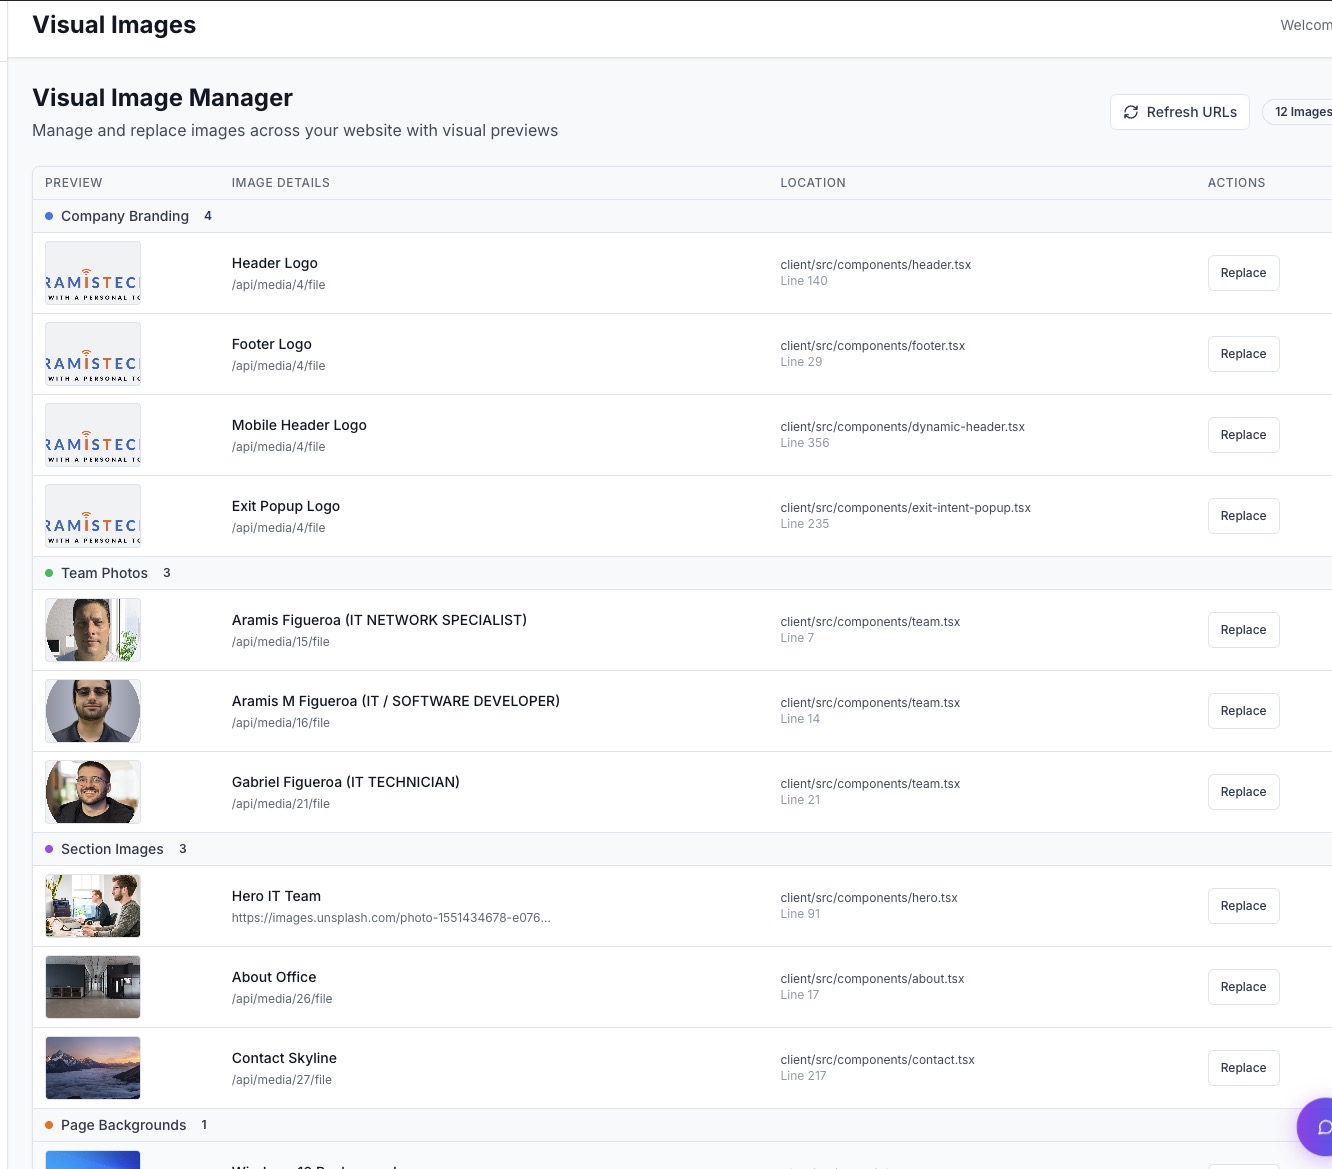 Visual Images
Welcom
Visual Image Manager
Manage and replace images across your website with visual previews
Refresh URLs
12 Images
PREVIEW IMAGE DETAILS LOCATION ACTIONS
Company Branding 4
RAMISTEC
WITH A PERSONAL TO
Header Logo
/api/media/4/file
client/src/components/header.tsx
Line 140
Replace
RAMISTEC
WITH A PERSONAL TO
Footer Logo
/api/media/4/file
client/src/components/footer.tsx
Line 29
Replace
RAMISTEC
WITH A PERSONAL TO
Mobile Header Logo
/api/media/4/file
client/src/components/dynamic-header.tsx
Line 356
Replace
RAMISTEC
WITH A PERSONAL TO
Exit Popup Logo
/api/media/4/file
client/src/components/exit-intent-popup.tsx
Line 235
Replace
Team Photos 3
Aramis Figueroa (IT NETWORK SPECIALIST)
/api/media/15/file
client/src/components/team.tsx
Line 7
Replace
Aramis M Figueroa (IT / SOFTWARE DEVELOPER)
/api/media/16/file
client/src/components/team.tsx
Line 14
Replace
Gabriel Figueroa (IT TECHNICIAN)
/api/media/21/file
client/src/components/team.tsx
Line 21
Replace
Section Images 3
Hero IT Team
https://images.unsplash.com/photo-1551434678-e076...
client/src/components/hero.tsx
Line 91
Replace
About Office
/api/media/26/file
client/src/components/about.tsx
Line 17
Replace
Contact Skyline
/api/media/27/file
client/src/components/contact.tsx
Line 217
Replace
Page Backgrounds 1